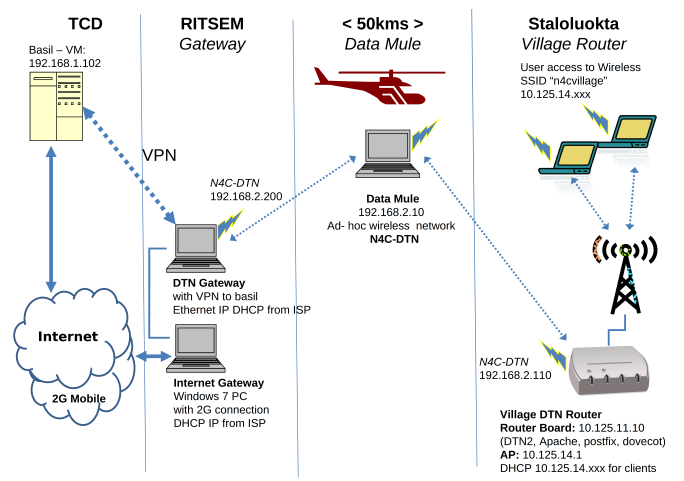 TCD
RITSEM
Gateway
< 50kms >
Data Mule
Staloluokta
Village Router
Basil – VM:
192.168.1.102
User access to Wireless
SSID “n4cvillage”
10.125.14.xxx
VPN
N4C-DTN
192.168.2.200
Data Mule
192.168.2.10
Ad- hoc wireless network
N4C-DTN
DTN Gateway
with VPN to basil
Ethernet IP DHCP from ISP
Internet
2G Mobile
Internet Gateway
Windows 7 PC
with 2G connection
DHCP IP from ISP
N4C-DTN
192.168.2.110
Village DTN Router
Router Board: 10.125.11.10
(DTN2, Apache, postfix, dovecot)
AP: 10.125.14.1
DHCP 10.125.14.xxx for clients